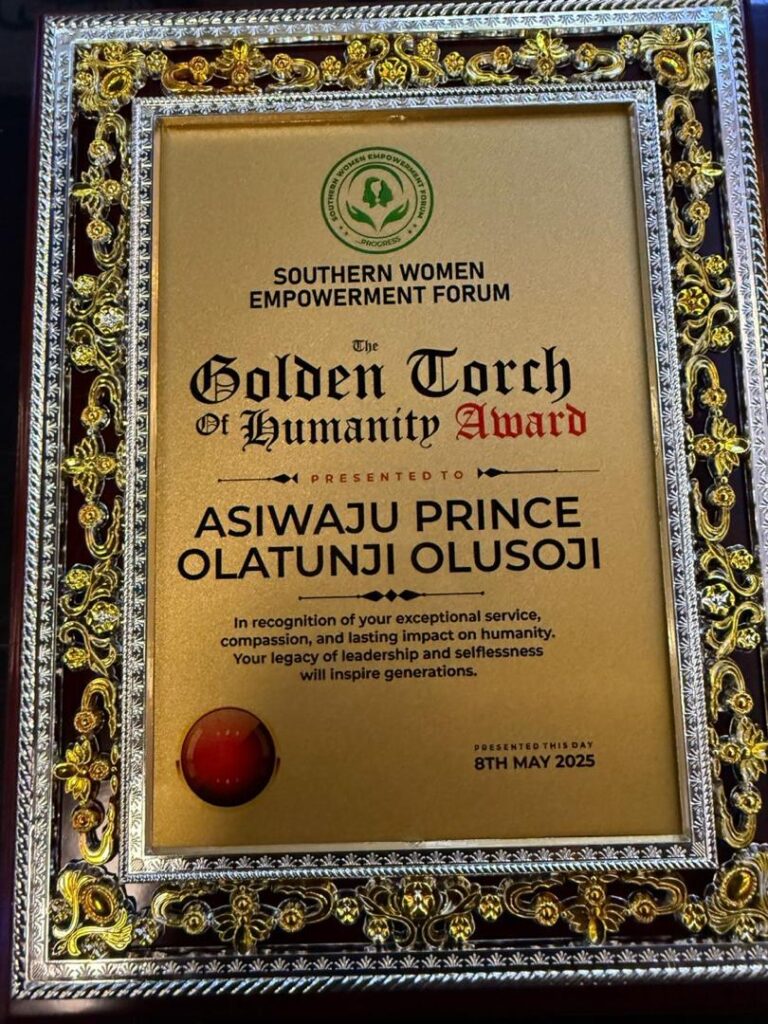 SOUTHERN WOMEN EMPOWERMENT FORUM
...PROGRESS
SOUTHERN WOMEN
EMPOWERMENT FORUM
The
Golden Torch
Of Humanity Award
PRESENTED TO
ASIWAJU PRINCE
OLATUNJI OLUSOJI
In recognition of your exceptional service,
compassion, and lasting impact on humanity.
Your legacy of leadership and selflessness
will inspire generations.
PRESENTED THIS DAY
8TH MAY 2025